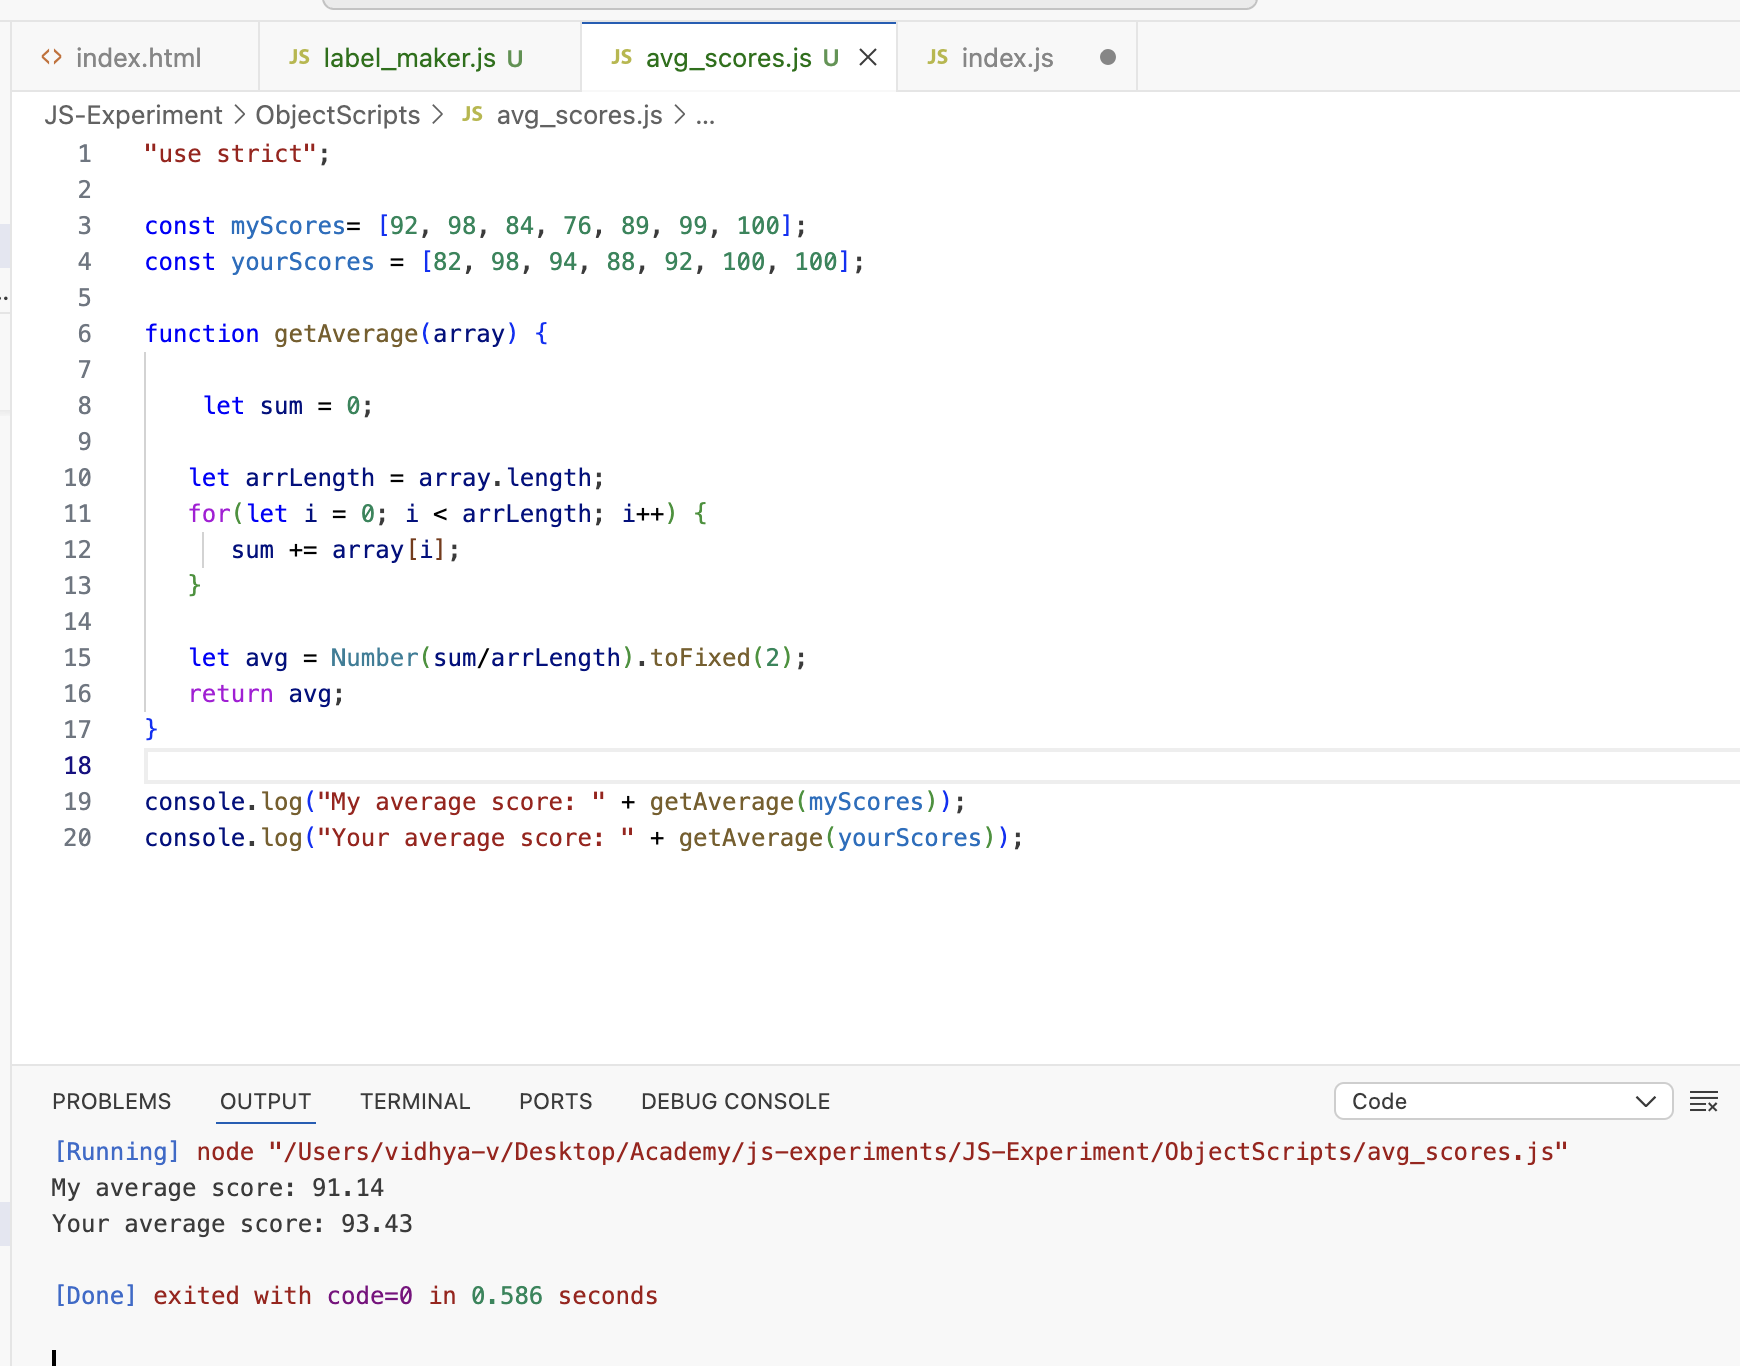 <> index.html JS label_maker.js U JS avg_scores.js U JS index.js
JS-Experiment > ObjectScripts > JS avg_scores.js > ...
1 "use strict";
2
3 const myScores= [92, 98, 84, 76, 89, 99, 100];
4 const yourScores = [82, 98, 94, 88, 92, 100, 100];
5
6 function getAverage(array) {
7
8 let sum = 0;
9
10 let arrLength = array.length;
11 for(let i = 0; i < arrLength; i++) {
12 sum += array[i];
13 }
14
15 let avg = Number(sum/arrLength).toFixed(2);
16 return avg;
17 }
18
19 console.log("My average score: " + getAverage(myScores));
20 console.log("Your average score: " + getAverage(yourScores));
PROBLEMS OUTPUT TERMINAL PORTS DEBUG CONSOLE Code
[Running] node "/Users/vidhya-v/Desktop/Academy/js-experiments/JS-Experiment/ObjectScripts/avg_scores.js"
My average score: 91.14
Your average score: 93.43
[Done] exited with code=0 in 0.586 seconds